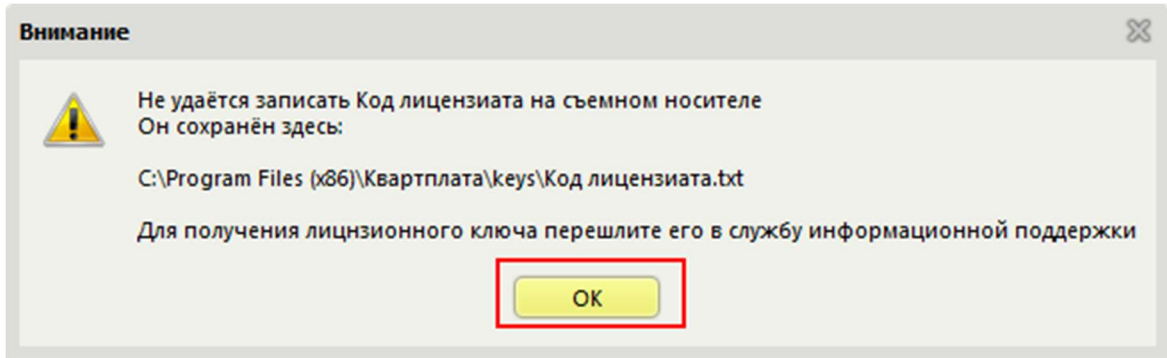 Внимание
Не удаётся записать Код лицензиата на съемном носителе
Он сохранён здесь:
C:\Program Files (x86)\Квартплата\keys\Код лицензиата.txt
Для получения лицнзионного ключа перешлите его в службу информационной поддержки
ОК